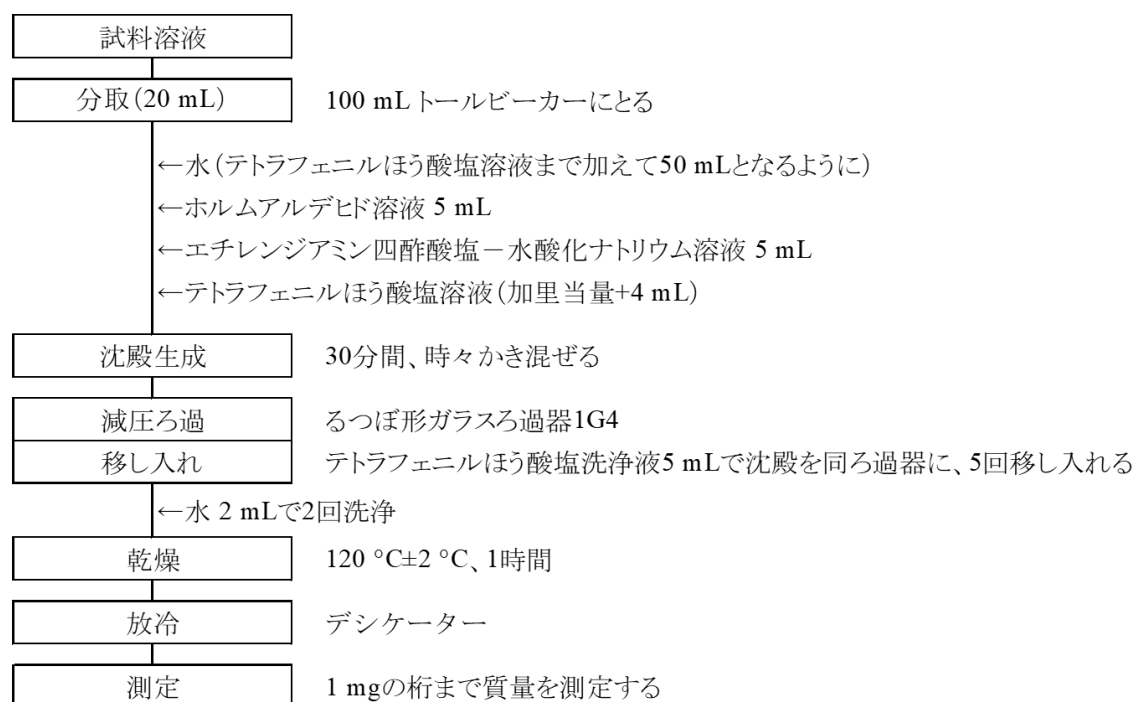 試料溶液
分取(20 mL) 100 mL トールビーカーにとる
←水(テトラフェニルほう酸塩溶液まで加えて50 mLとなるように)
←ホルムアルデヒド溶液 5 mL
←エチレンジアミン四酢酸塩－水酸化ナトリウム溶液 5 mL
←テトラフェニルほう酸塩溶液(加里当量+4 mL)
沈殿生成 30分間、時々かき混ぜる
減圧ろ過 るつぼ形ガラスろ過器1G4
移し入れ テトラフェニルほう酸塩洗浄液5 mLで沈殿を同ろ過器に、5回移し入れる
←水 2 mLで2回洗浄
乾燥 120 °C±2 °C、1時間
放冷 デシケーター
測定 1 mgの桁まで質量を測定する